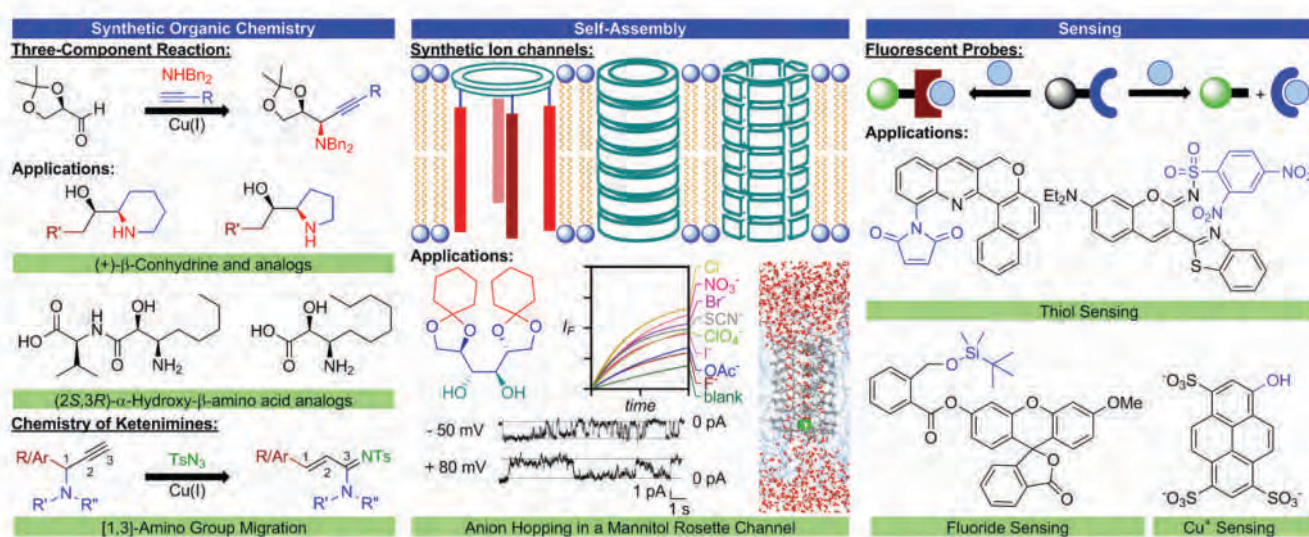 Synthetic Organic Chemistry
Three-Component Reaction:
NHBn2
R
Cu(I)
O
O
O
O
O
R
NBn2
Applications:
HO
R'
HN
HO
R'
N
H
(+)-β-Conhydrine and analogs
O
HO
H
N
O
OH
NH2
O
HO
OH
NH2
(2S,3R)-α-Hydroxy-β-amino acid analogs
Chemistry of Ketenimines:
R/Ar
1
2
3
N
R'
R"
TsN3
Cu(I)
R/Ar
1
2
3
NTs
N
R'
R"
[1,3]-Amino Group Migration
Self-Assembly
Synthetic Ion channels:
Applications:
O
O
O
O
HO
OH
IF
time
Cl-
NO3-
Br-
SCN-
ClO4-
I-
OAc-
F-
blank
- 50 mV
0 pA
+ 80 mV
0 pA
1 pA
1 s
Anion Hopping in a Mannitol Rosette Channel
Sensing
Fluorescent Probes:
+
Applications:
O
N
N
O
O
Et2N
O
N
O
S
O
NO2
O2N
N
S
Thiol Sensing
O
Si
O
O
O
OMe
O
O
Fluoride Sensing
-O3S
OH
-O3S
SO3-
Cu+ Sensing